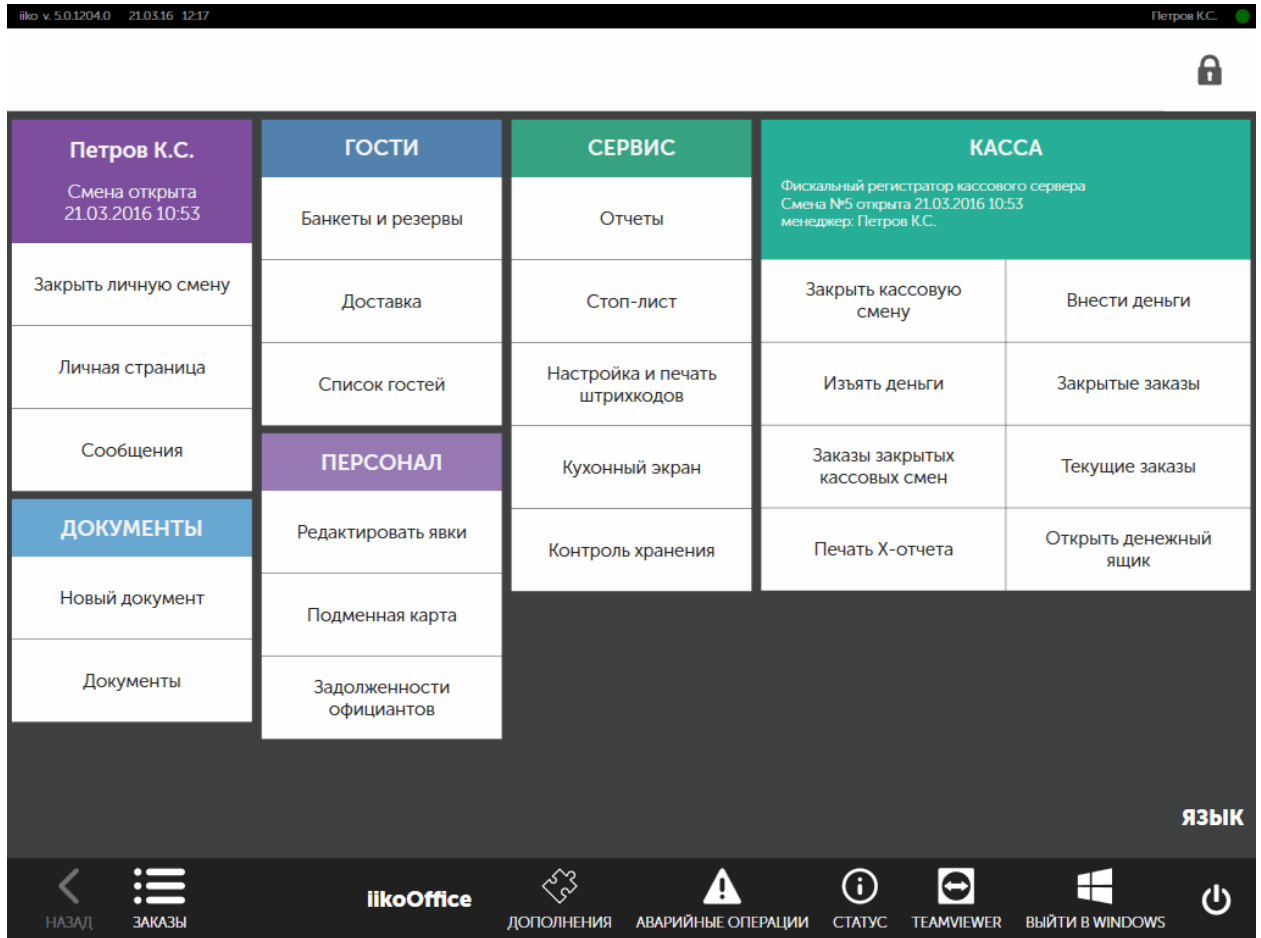 iiko v. 5.0.1204.0 21.03.16 12:17
Петров К.С.
Петров К.С.
Смена открыта
21.03.2016 10:53
Закрыть личную смену
Личная страница
Сообщения
ДОКУМЕНТЫ
Новый документ
Документы
ГОСТИ
Банкеты и резервы
Доставка
Список гостей
ПЕРСОНАЛ
Редактировать явки
Подменная карта
Задолженности
официантов
СЕРВИС
Отчеты
Стоп-лист
Настройка и печать
штрихкодов
Кухонный экран
Контроль хранения
КАССА
Фискальный регистратор кассового сервера
Смена №5 открыта 21.03.2016 10:53
менеджер: Петров К.С.
Закрыть кассовую
смену
Внести деньги
Изъять деньги
Закрытые заказы
Заказы закрытых
кассовых смен
Текущие заказы
Печать X-отчета
Открыть денежный
ящик
ЯЗЫК
НАЗАД
ЗАКАЗЫ
iikoOffice
ДОПОЛНЕНИЯ
АВАРИЙНЫЕ ОПЕРАЦИИ
СТАТУС
TEAMVIEWER
ВЫЙТИ В WINDOWS